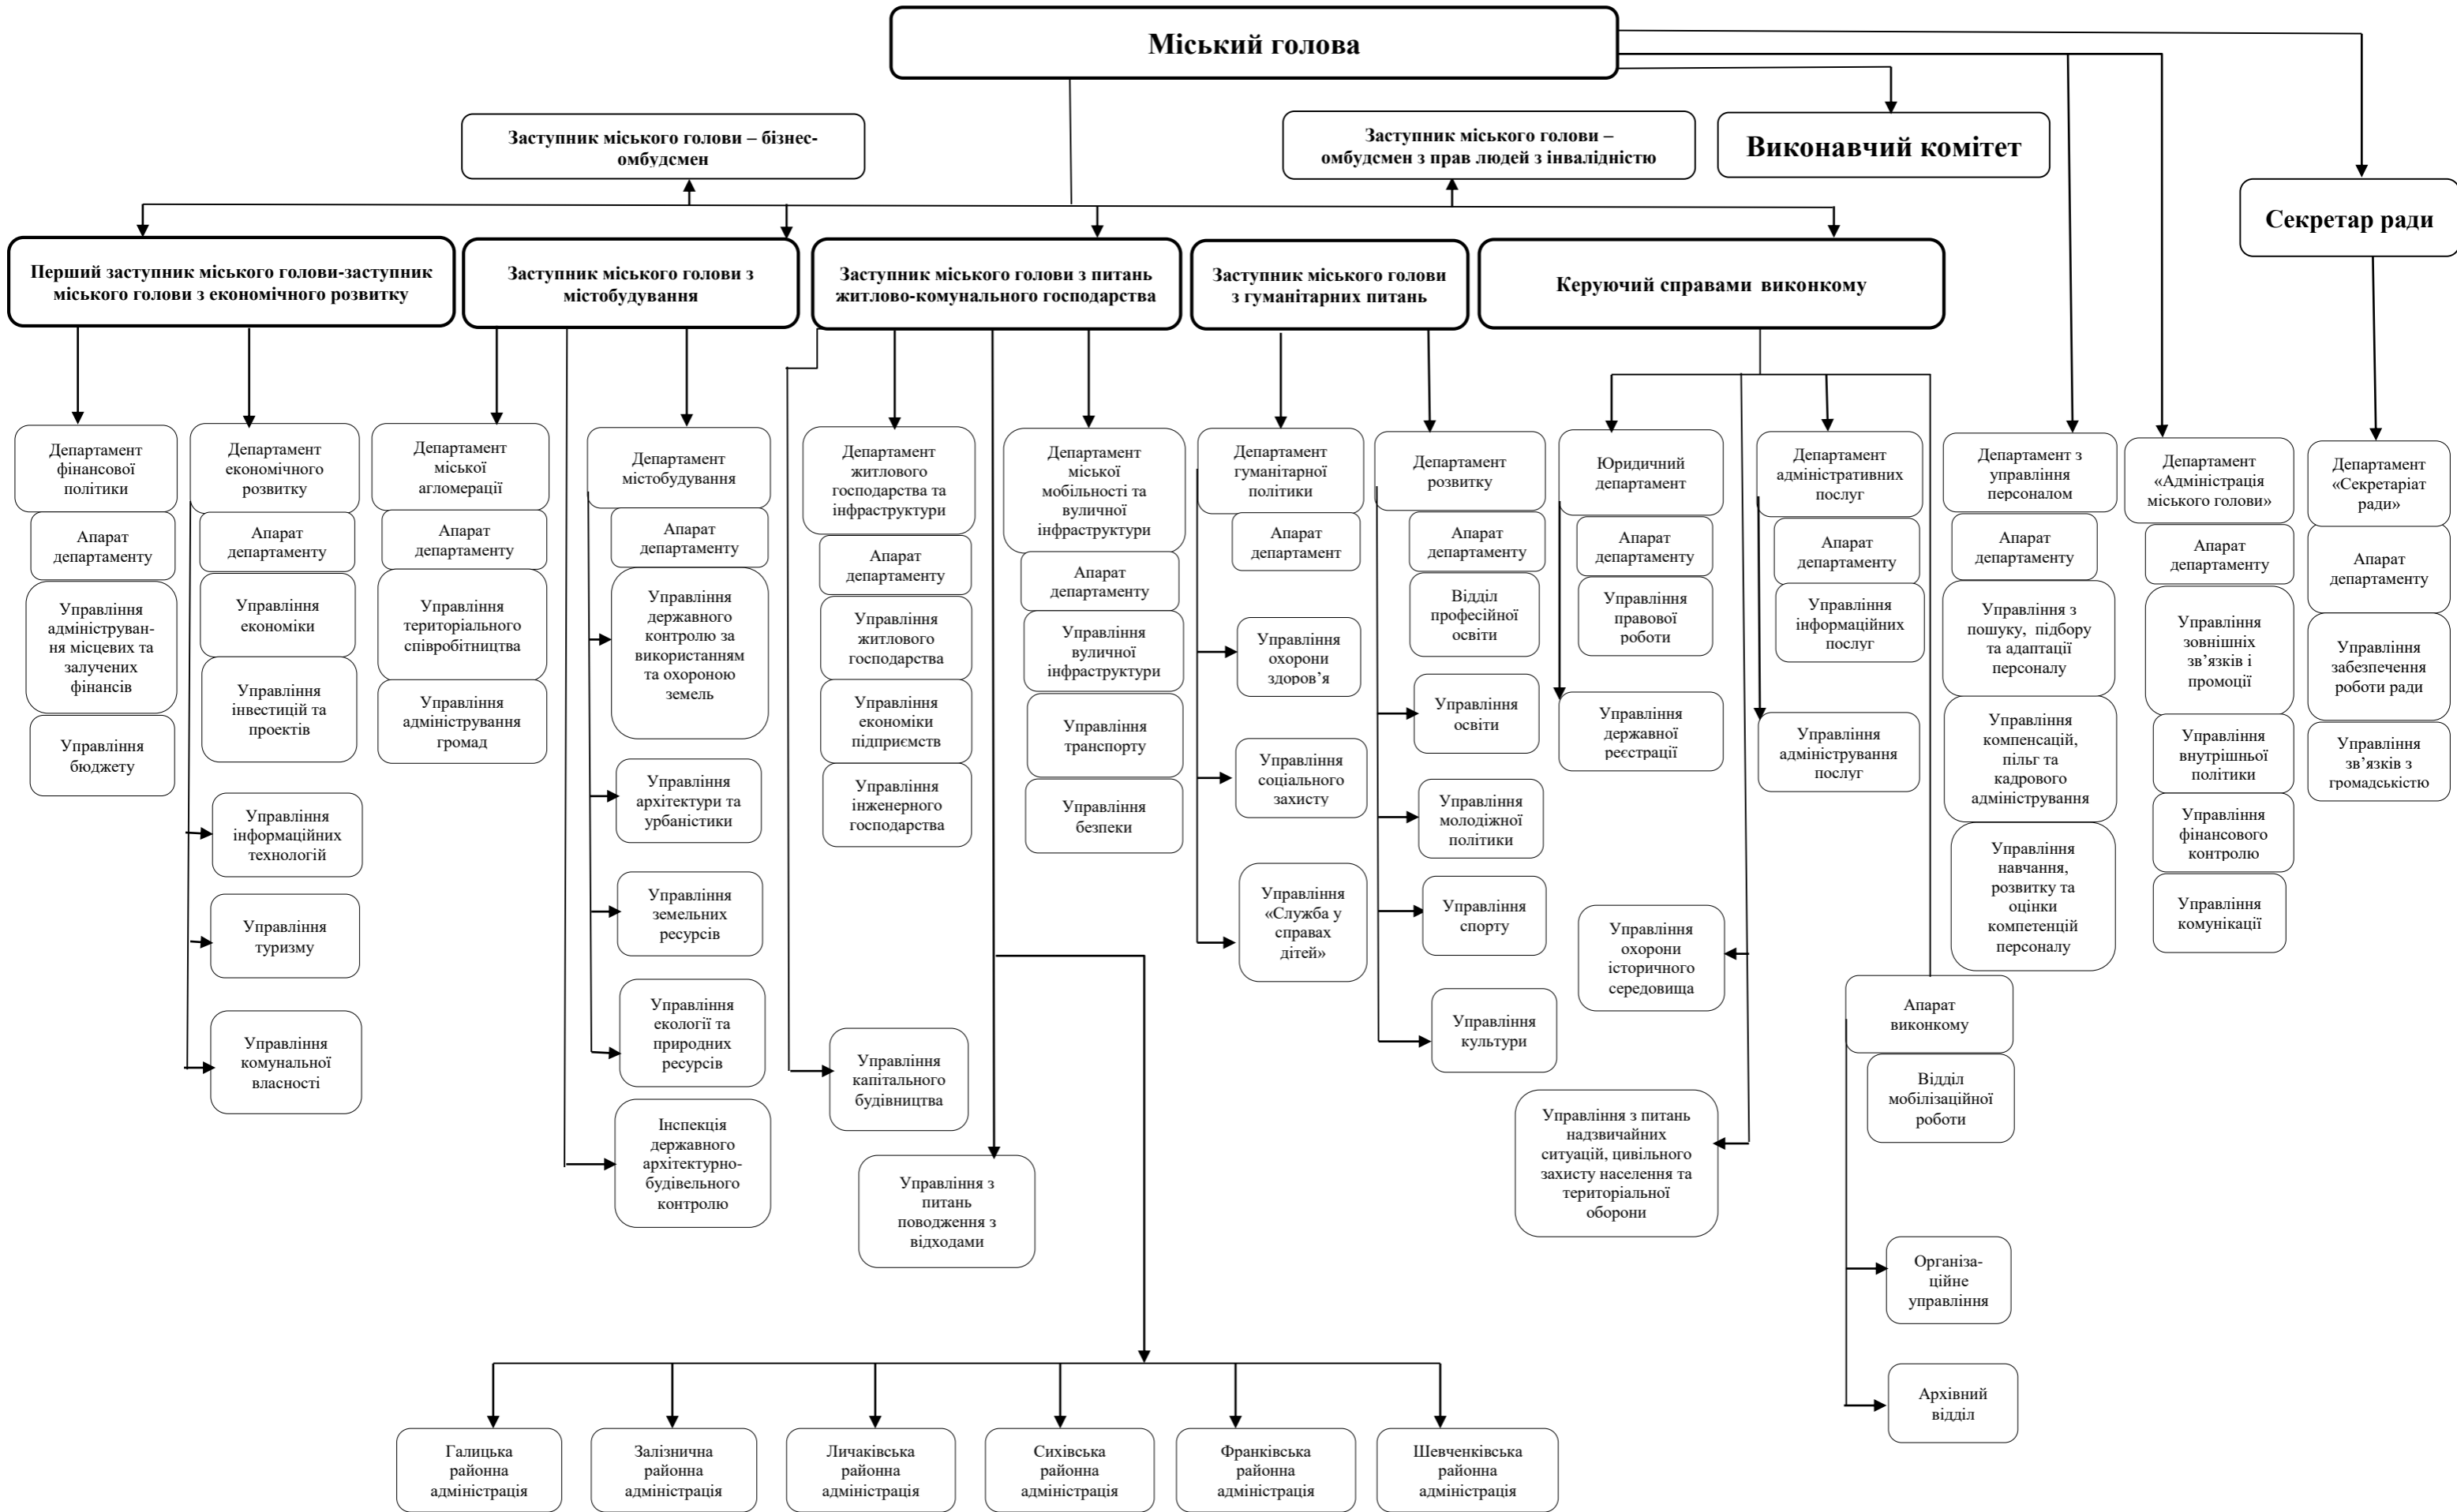 Міський голова
Заступник міського голови – бізнес-
омбудсмен
Заступник міського голови –
омбудсмен з прав людей з інвалідністю
Виконавчий комітет
Секретар ради
Перший заступник міського голови-заступник
міського голови з економічного розвитку
Заступник міського голови з
містобудування
Заступник міського голови з питань
житлово-комунального господарства
Заступник міського голови
з гуманітарних питань
Керуючий справами виконкому
Департамент
фінансової
політики
Апарат
департаменту
Управління
адміністуван-
ня місцевих та
залучених
фінансів
Управління
бюджету
Департамент
економічного
розвитку
Апарат
департаменту
Управління
економіки
Управління
інвестицій та
проектів
Управління
інформаційних
технологій
Управління
туризму
Управління
комунальної
власності
Департамент
міської
агломерації
Апарат
департаменту
Управління
територіального
співробітництва
Управління
адміністрування
громад
Департамент
містобудування
Апарат
департаменту
Управління
державного
контролю за
використанням
та охороною
земель
Управління
архітектури та
урбаністики
Управління
земельних
ресурсів
Управління
екології та
природних
ресурсів
Інспекція
державного
архітектурно-
будівельного
контролю
Департамент
житлового
господарства та
інфраструктури
Апарат
департаменту
Управління
житлового
господарства
Управління
економіки
підприємств
Управління
інженерного
господарства
Управління
капітального
будівництва
Управління з
питань
поводження з
відходами
Департамент
міської
мобільності та
вуличної
інфраструктури
Апарат
департаменту
Управління
вуличної
інфраструктури
Управління
транспорту
Управління
безпеки
Департамент
гуманітарної
політики
Апарат
департамент
Управління
охорони
здоров’я
Управління
соціального
захисту
Управління
«Служба у
справах
дітей»
Департамент
розвитку
Апарат
департаменту
Відділ
професійної
освіти
Управління
освіти
Управління
молодіжної
політики
Управління
спорту
Управління
культури
Юридичний
департамент
Апарат
департаменту
Управління
правової
роботи
Управління
державної
реєстрації
Управління
охорони
історичного
середовища
Управління з питань
надзвичайних
ситуацій, цивільного
захисту населення та
територіальної
оборони
Департамент
адміністративних
послуг
Апарат
департаменту
Управління
інформаційних
послуг
Управління
адміністрування
послуг
Апарат
виконкому
Відділ
мобілізаційної
роботи
Організа-
ційне
управління
Архівний
відділ
Департамент з
управління
персоналом
Апарат
департаменту
Управління з
пошуку, підбору
та адаптації
персоналу
Управління
компенсацій,
пільг та
кадрового
адміністрування
Управління
навчання,
розвитку та
оцінки
компетенцій
персоналу
Департамент
«Адміністрація
міського голови»
Апарат
департаменту
Управління
зовнішніх
зв’язків і
промоції
Управління
внутрішньої
політики
Управління
фінансового
контролю
Управління
комунікації
Департамент
«Секретаріат
ради»
Апарат
департаменту
Управління
забезпечення
роботи ради
Управління
зв’язків з
громадськістю
Галицька
районна
адміністрація
Залізнична
районна
адміністрація
Личаківська
районна
адміністрація
Сихівська
районна
адміністрація
Франківська
районна
адміністрація
Шевченківська
районна
адміністрація